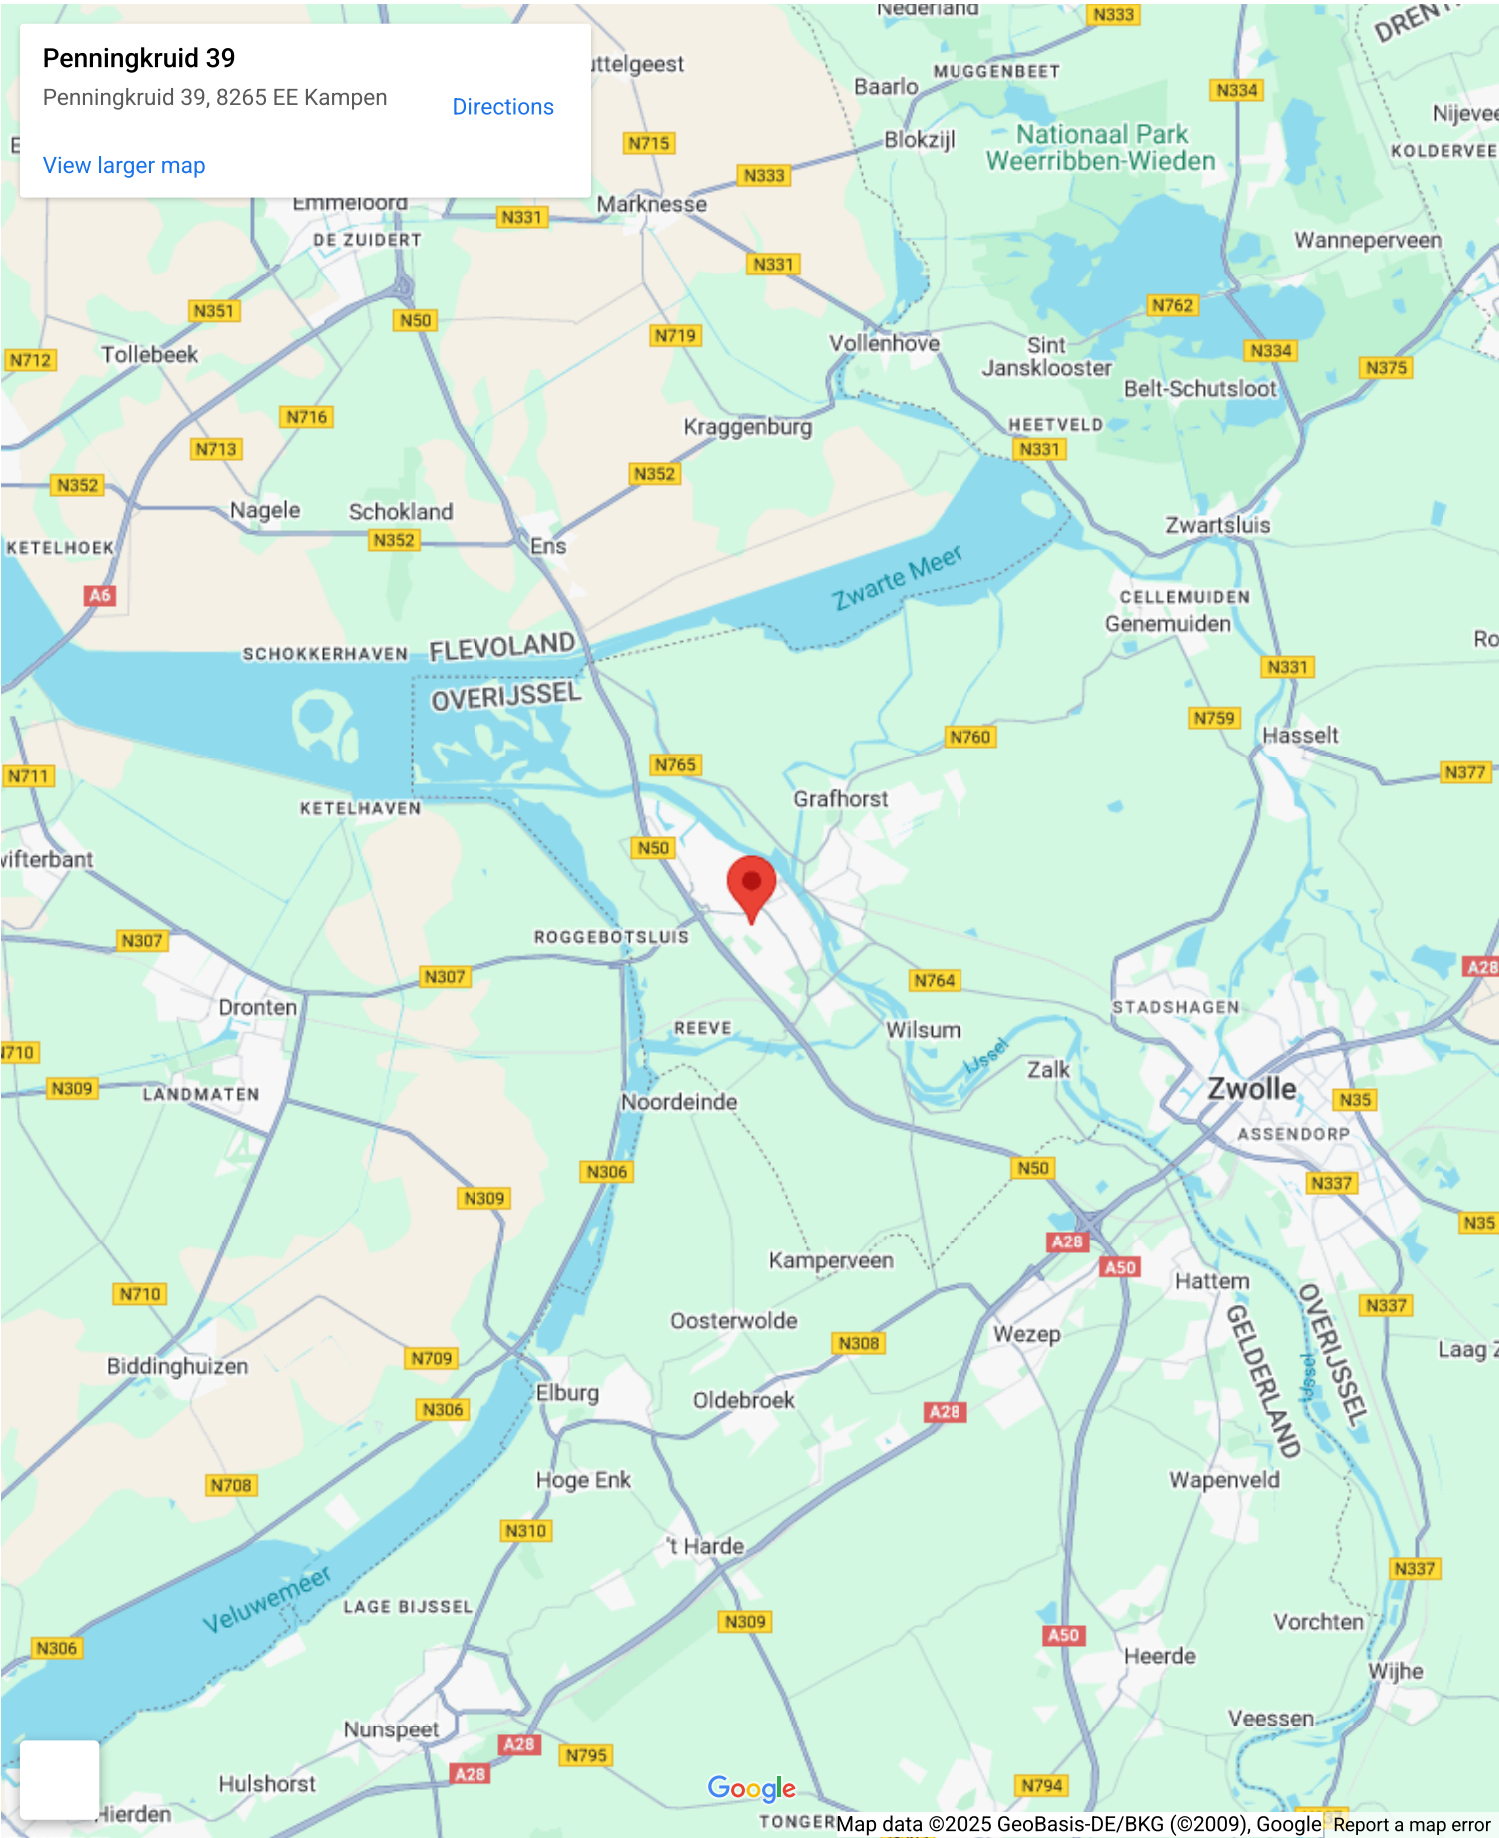 Penningkruid 39
Penningkruid 39, 8265 EE Kampen
Directions
View larger map
Nederland
N333
MUGGENBEET
Baarlo
N334
Nationaal Park
Weerribben-Wieden
Blokzijl
N715
N333
Emmeloord
DE ZUIDERT
N331
Marknesse
N331
Wanneperveen
N351
N50
N762
N712
Tollebeek
N719
Vollenhove
Sint
Jansklooster
N334
N375
Belt-Schutsloot
N716
Kraggenburg
HEETVELD
N713
N331
N352
N352
Nagele
Schokland
N352
Ens
Zwartsluis
KETELHOEK
Zwarte Meer
A6
CELLEMUIDEN
Genemuiden
SCHOKKERHAVEN
FLEVOLAND
OVERIJSSEL
N331
N759
N760
Hasselt
N765
N711
N377
Grafhorst
KETELHAVEN
N50
ROGGEBOTSLUIS
N307
N307
N764
A28
Dronten
STADSHAGEN
REEVE
Wilsum
IJssel
Zalk
N309
LANDMATEN
Noordeinde
Zwolle
N35
ASSENDORP
N306
N50
N337
N309
N35
A28
A50
Kamperveen
Hattem
N710
OVERIJSSEL
GELDERLAND
IJssel
N337
Oosterwolde
Wezep
N308
N709
Biddinghuizen
Elburg
Oldebroek
N306
A28
Hoge Enk
Wapenveld
N708
N310
't Harde
N337
Veluwemeer
LAGE BIJSSEL
N309
A50
Vorchten
N306
Heerde
Wijhe
Veessen
Nunspeet
A28
N795
A28
Hulshorst
N794
Google
Hierden
Map data ©2025 GeoBasis-DE/BKG (©2009), Google
Report a map error